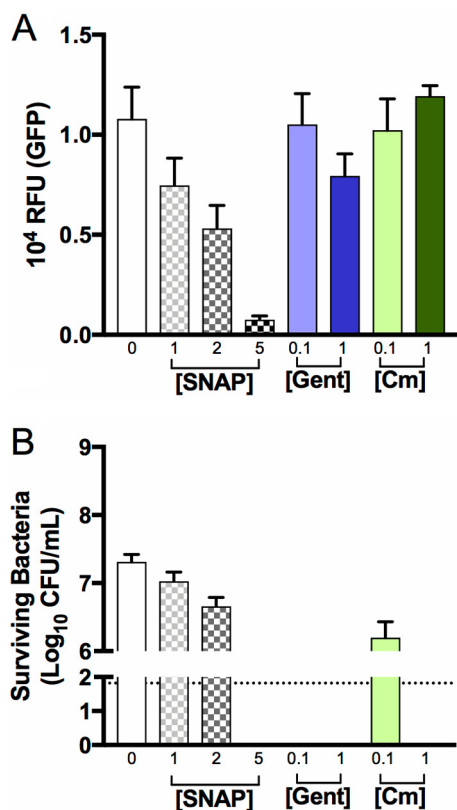 A
10⁴ RFU (GFP)
1.5
1.0
0.5
0.0
0 1 2 5 0.1 1 0.1 1
[SNAP] [Gent] [Cm]
B
Surviving Bacteria
(Log₁₀ CFU/mL)
9
8
7
6
2
1
0
0 1 2 5 0.1 1 0.1 1
[SNAP] [Gent] [Cm]